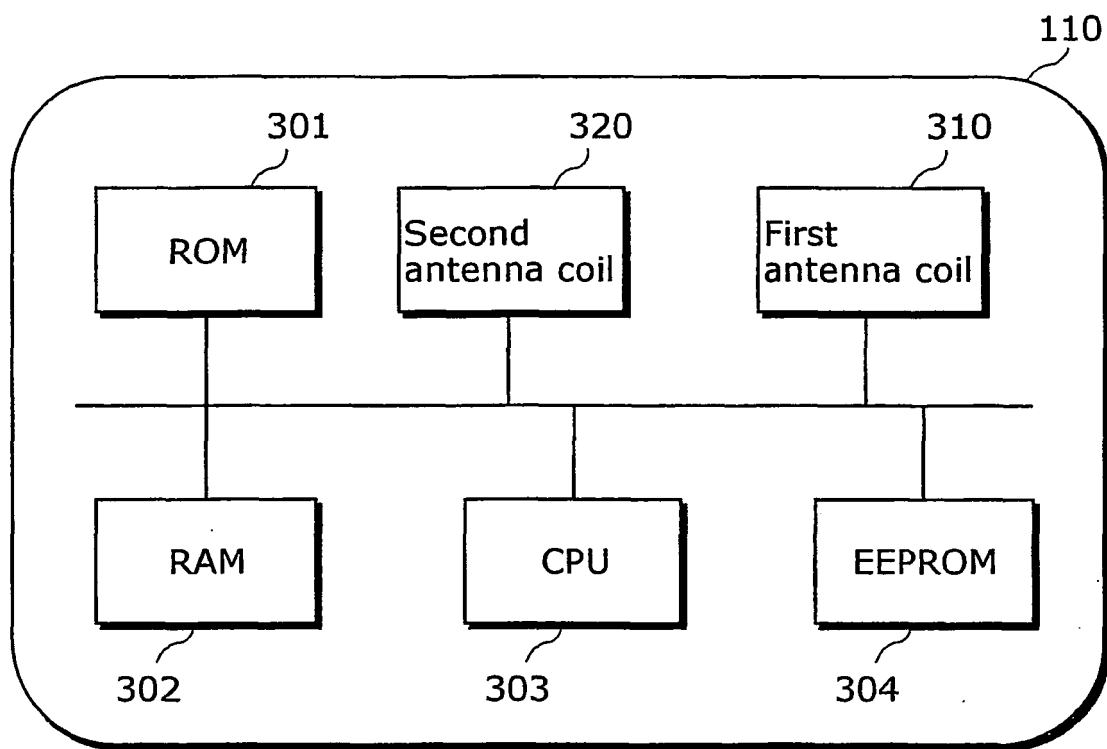 110
301
320
310
ROM
Second
antenna coil
First
antenna coil
RAM
CPU
EEPROM
302
303
304